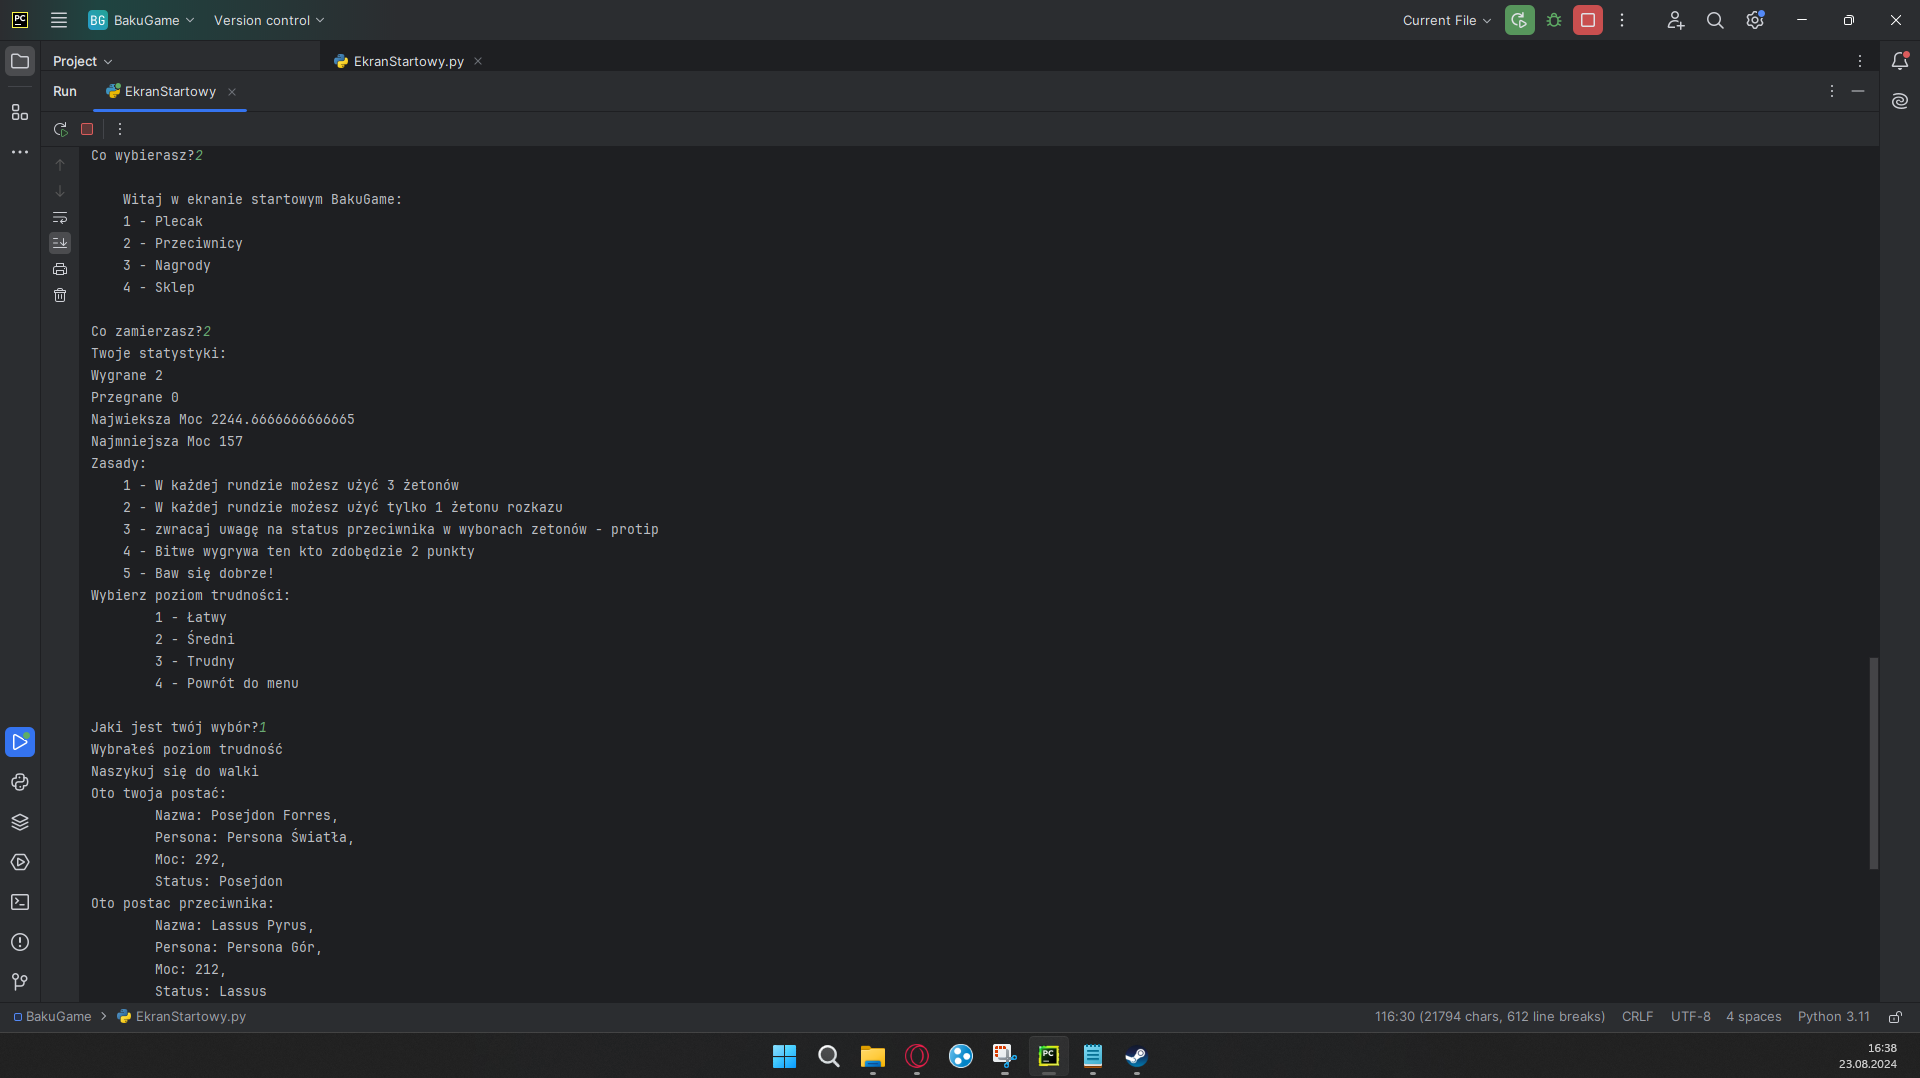 PC
BG BakuGame
Version control
Current File
Project
EkranStartowy.py
Run
EkranStartowy
Co wybierasz?2
Witaj w ekranie startowym BakuGame:
1 - Plecak
2 - Przeciwnicy
3 - Nagrody
4 - Sklep
Co zamierzasz?2
Twoje statystyki:
Wygrane 2
Przegrane 0
Najwieksza Moc 2244.6666666666665
Najmniejsza Moc 157
Zasady:
1 - W każdej rundzie możesz użyć 3 żetonów
2 - W każdej rundzie możesz użyć tylko 1 żetonu rozkazu
3 - zwracaj uwagę na status przeciwnika w wyborach zetonów - protip
4 - Bitwe wygrywa ten kto zdobędzie 2 punkty
5 - Baw się dobrze!
Wybierz poziom trudności:
1 - Łatwy
2 - Średni
3 - Trudny
4 - Powrót do menu
Jaki jest twój wybór?1
Wybrałeś poziom trudność
Naszykuj się do walki
Oto twoja postać:
Nazwa: Posejdon Forres,
Persona: Persona Światła,
Moc: 292,
Status: Posejdon
Oto postac przeciwnika:
Nazwa: Lassus Pyrus,
Persona: Persona Gór,
Moc: 212,
Status: Lassus
BakuGame
EkranStartowy.py
116:30 (21794 chars, 612 line breaks)
CRLF
UTF-8
4 spaces
Python 3.11
PC
16:38
23.08.2024